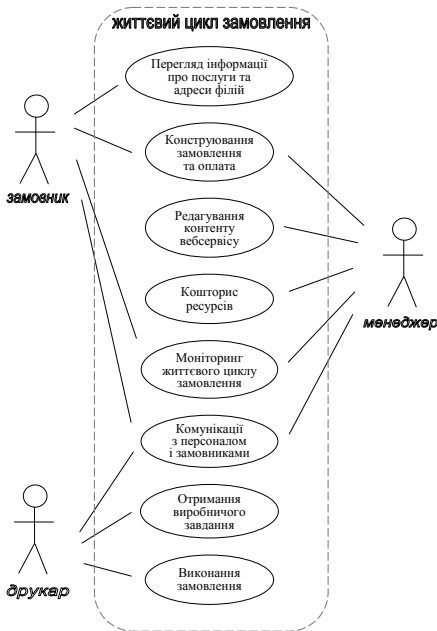 життєвий цикл замовлення
Перегляд інформації
про послуги та
адреси філій
Конструювання
замовлення
та оплата
замовник
Редагування
контенту
вебсервісу
Кошторис
ресурсів
менеджер
Моніторинг
життєвого циклу
замовлення
Комунікації
з персоналом
і замовниками
Отримання
виробничого
завдання
Виконання
замовлення
друкар